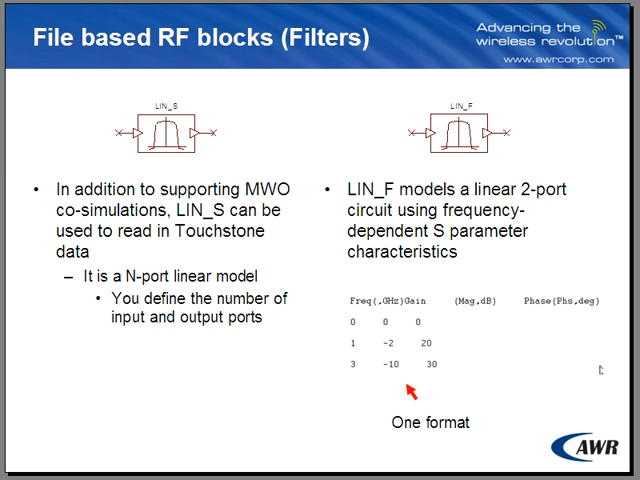 File based RF blocks (Filters)
Advancing the
wireless revolution™
www.awrcorp.com
LIN_S
• In addition to supporting MWO
co-simulations, LIN_S can be
used to read in Touchstone
data
– It is a N-port linear model
• You define the number of
input and output ports
LIN_F
• LIN_F models a linear 2-port
circuit using frequency-
dependent S parameter
characteristics
Freq(,GHz)Gain (Mag,dB) Phase(Phs,deg)
0 0 0
1 -2 20
3 -10 30
One format
AWR